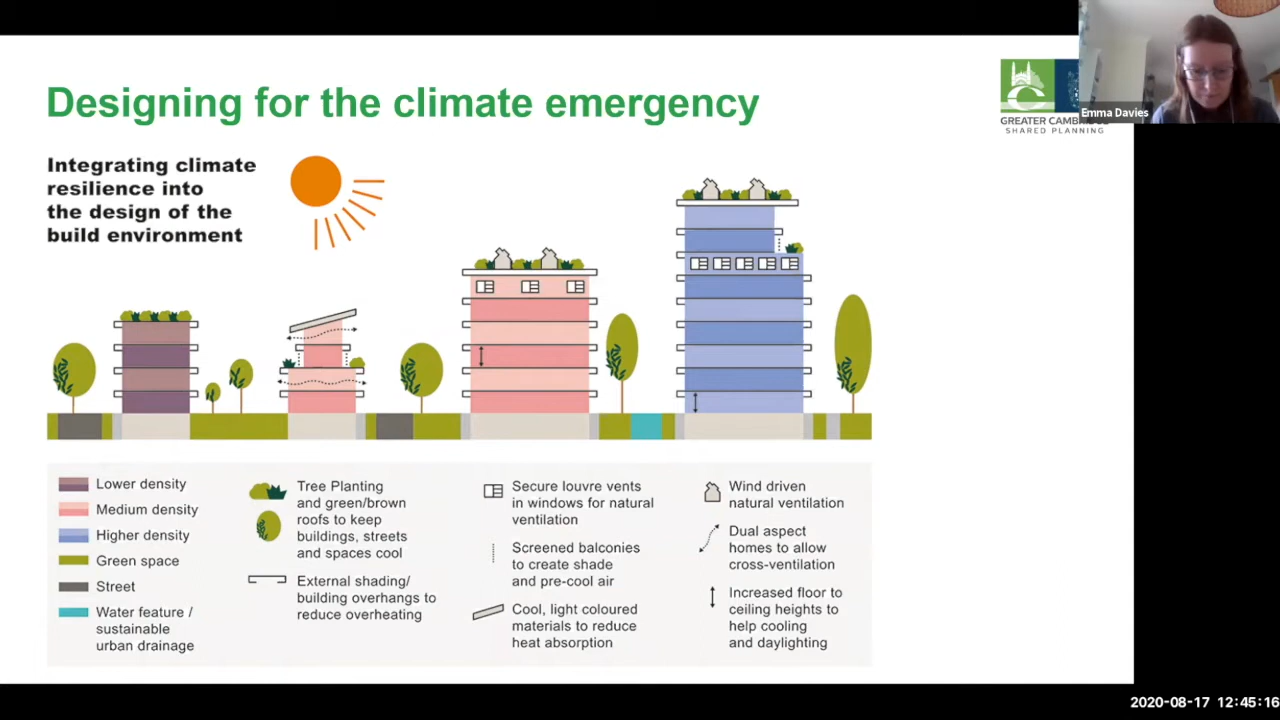 Designing for the climate emergency
GREATER CAMB
SHARED PLANNING
Emma Davies
Integrating climate
resilience into
the design of the
build environment
Lower density
Medium density
Higher density
Green space
Street
Water feature /
sustainable
urban drainage
Tree Planting
and green/brown
roofs to keep
buildings, streets
and spaces cool
External shading/
building overhangs to
reduce overheating
Secure louvre vents
in windows for natural
ventilation
Screened balconies
to create shade
and pre-cool air
Cool, light coloured
materials to reduce
heat absorption
Wind driven
natural ventilation
Dual aspect
homes to allow
cross-ventilation
Increased floor to
ceiling heights to
help cooling
and daylighting
2020-08-17 12:45:16